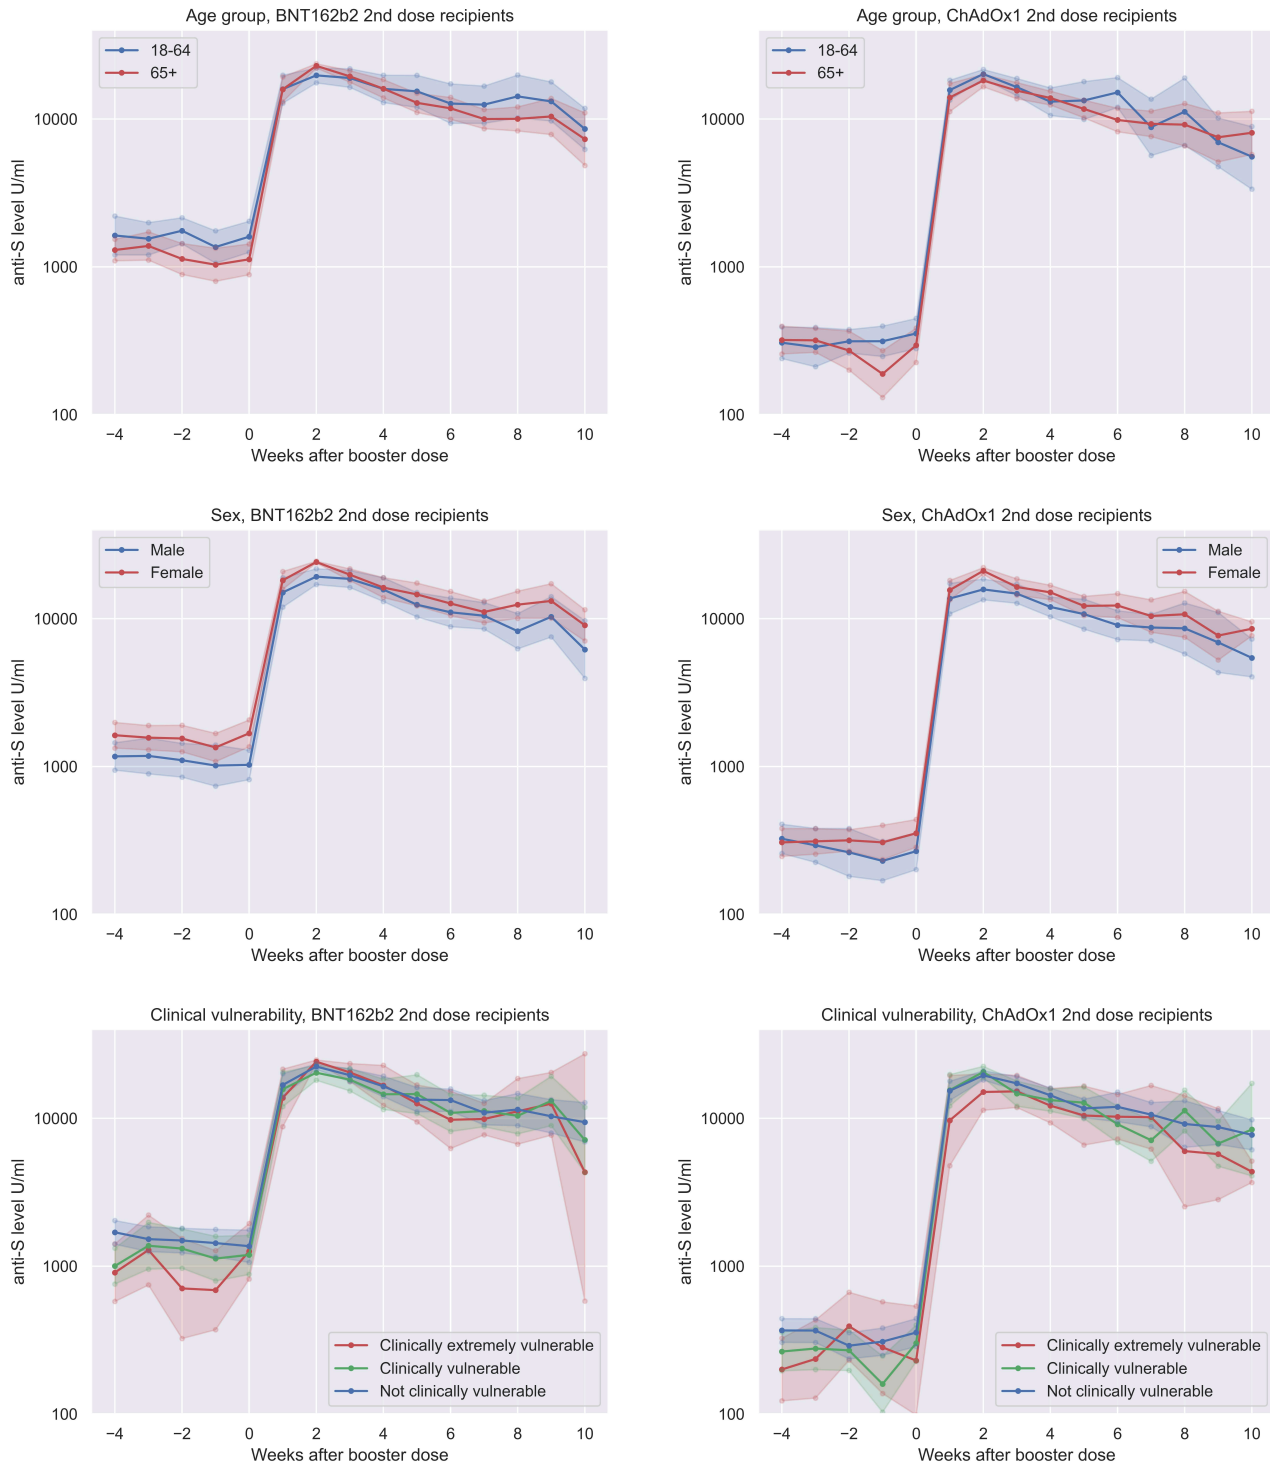 Age group, BNT162b2 2nd dose recipients
18-64
65+
10000
1000
100
anti-S level U/ml
−4 −2 0 2 4 6 8 10
Weeks after booster dose
Age group, ChAdOx1 2nd dose recipients
18-64
65+
10000
1000
100
anti-S level U/ml
−4 −2 0 2 4 6 8 10
Weeks after booster dose
Sex, BNT162b2 2nd dose recipients
Male
Female
10000
1000
100
anti-S level U/ml
−4 −2 0 2 4 6 8 10
Weeks after booster dose
Sex, ChAdOx1 2nd dose recipients
Male
Female
10000
1000
100
anti-S level U/ml
−4 −2 0 2 4 6 8 10
Weeks after booster dose
Clinical vulnerability, BNT162b2 2nd dose recipients
10000
1000
100
anti-S level U/ml
Clinically extremely vulnerable
Clinically vulnerable
Not clinically vulnerable
−4 −2 0 2 4 6 8 10
Weeks after booster dose
Clinical vulnerability, ChAdOx1 2nd dose recipients
10000
1000
100
anti-S level U/ml
Clinically extremely vulnerable
Clinically vulnerable
Not clinically vulnerable
−4 −2 0 2 4 6 8 10
Weeks after booster dose